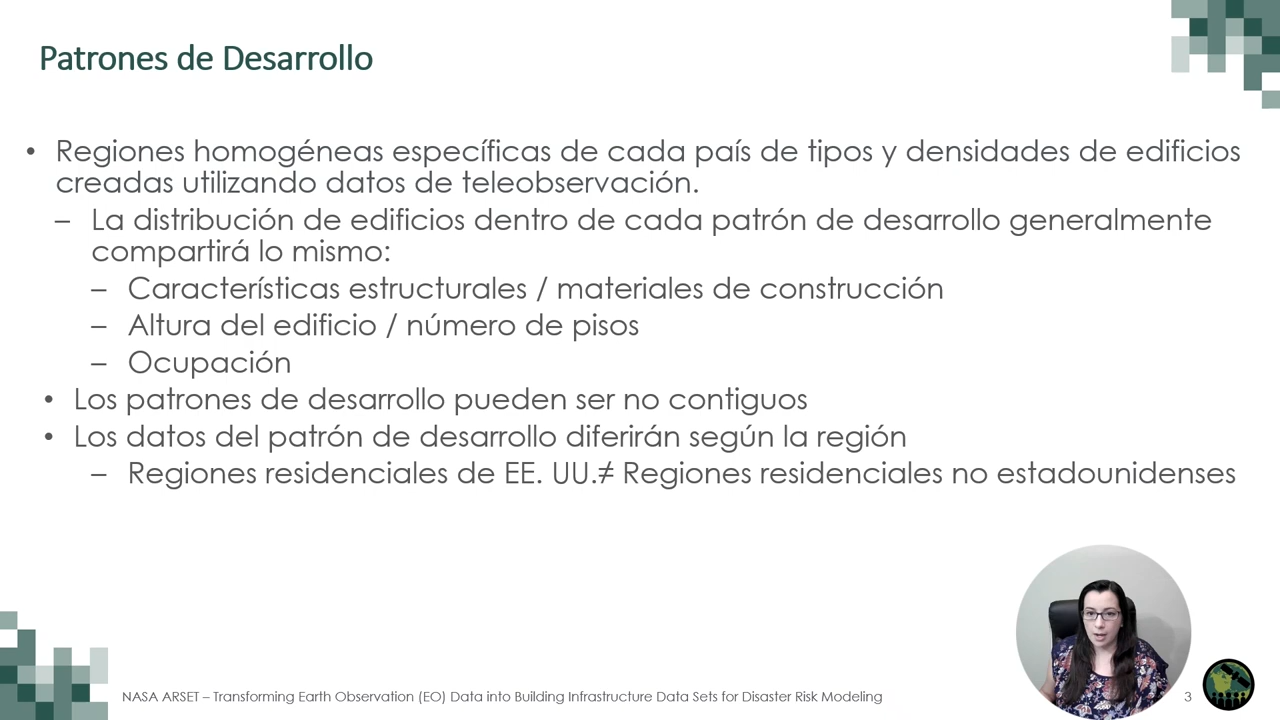 Patrones de Desarrollo
• Regiones homogéneas específicas de cada país de tipos y densidades de edificios
creadas utilizando datos de teleobservación.
– La distribución de edificios dentro de cada patrón de desarrollo generalmente
compartirá lo mismo:
– Características estructurales / materiales de construcción
– Altura del edificio / número de pisos
– Ocupación
• Los patrones de desarrollo pueden ser no contiguos
• Los datos del patrón de desarrollo diferirán según la región
– Regiones residenciales de EE. UU.≠ Regiones residenciales no estadounidenses
NASA ARSET – Transforming Earth Observation (EO) Data into Building Infrastructure Data Sets for Disaster Risk Modeling
3